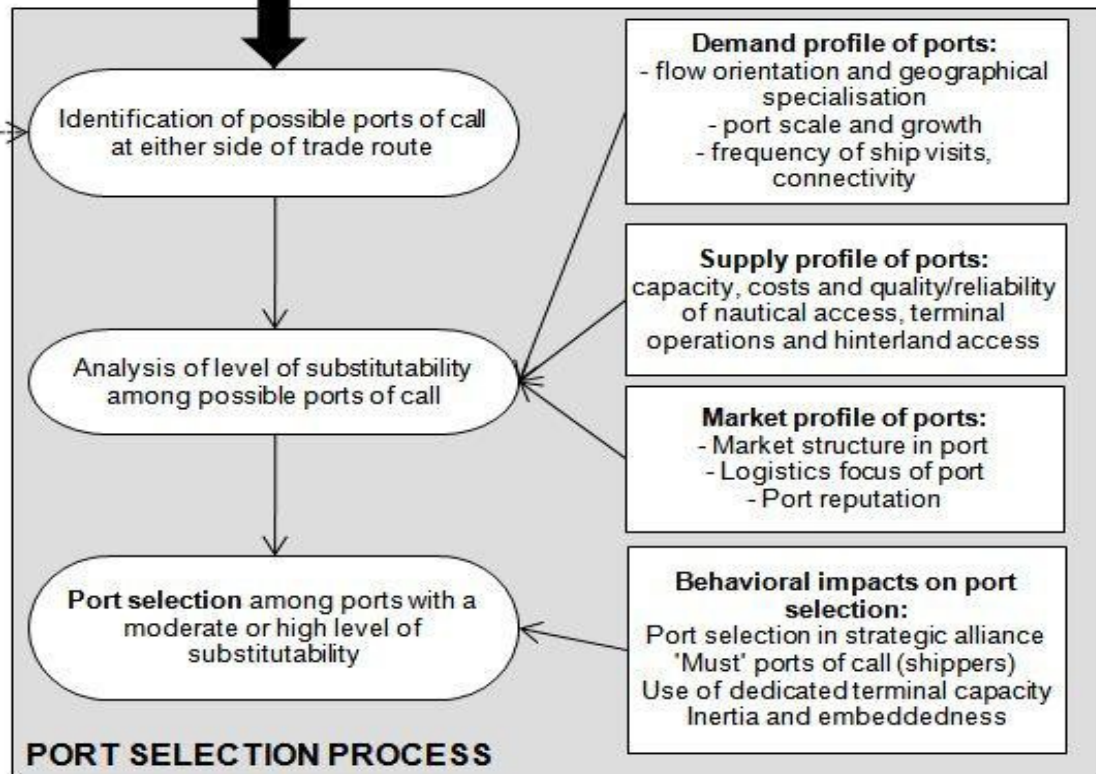 Identification of possible ports of call
at either side of trade route
Analysis of level of substitutability
among possible ports of call
Port selection among ports with a
moderate or high level of
substitutability
Demand profile of ports:
- flow orientation and geographical
specialisation
- port scale and growth
- frequency of ship visits,
connectivity
Supply profile of ports:
capacity, costs and quality/reliability
of nautical access, terminal
operations and hinterland access
Market profile of ports:
- Market structure in port
- Logistics focus of port
- Port reputation
Behavioral impacts on port
selection:
Port selection in strategic alliance
'Must' ports of call (shippers)
Use of dedicated terminal capacity
Inertia and embeddedness
PORT SELECTION PROCESS